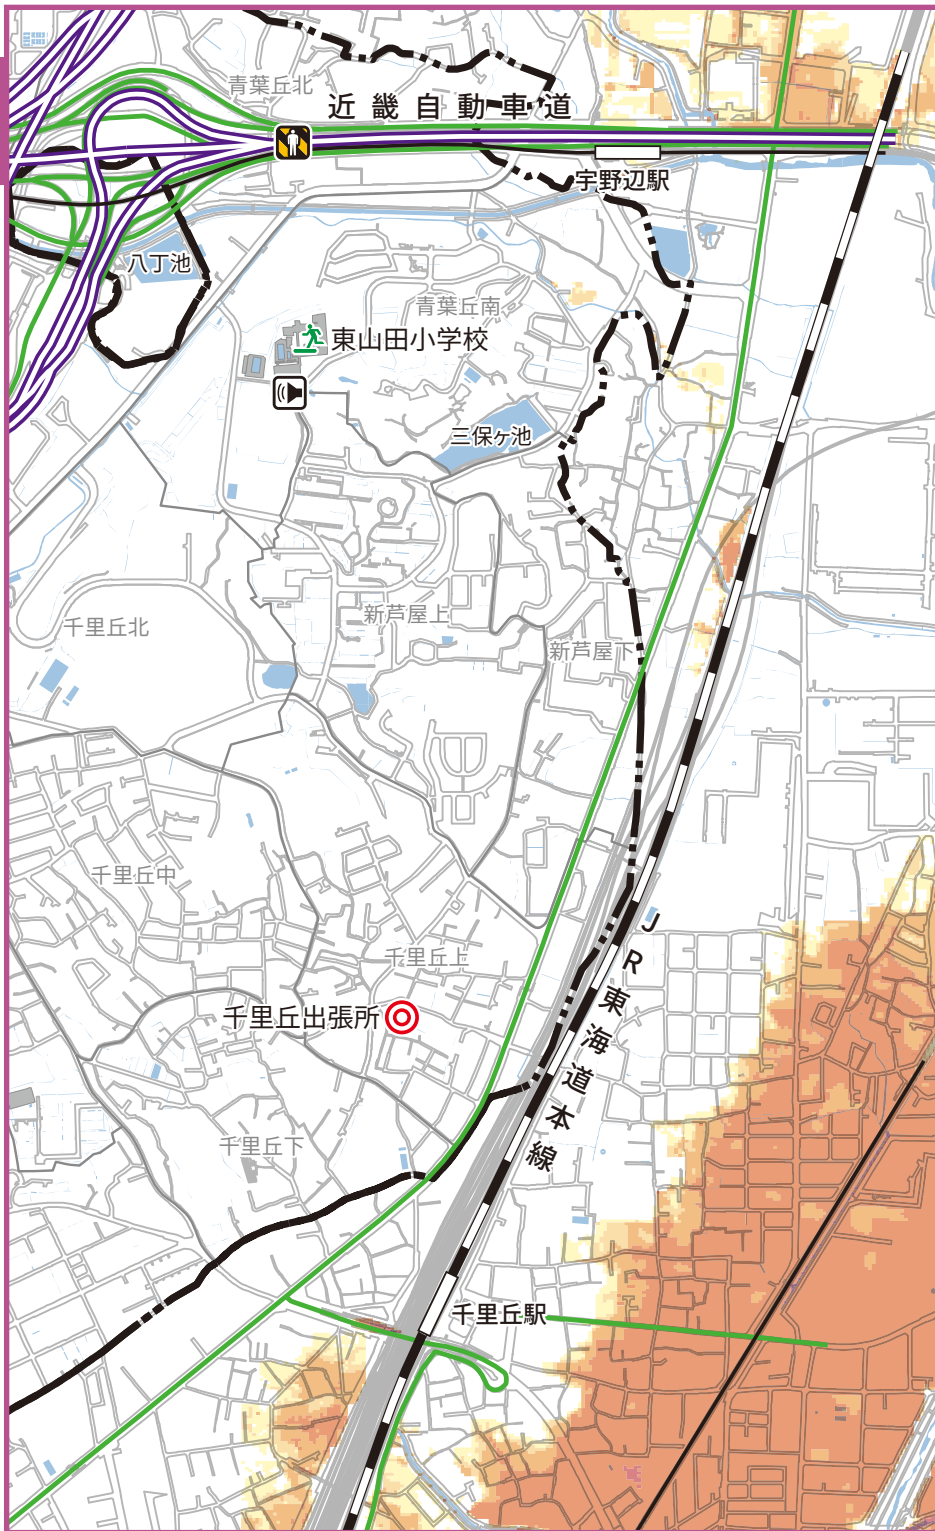 青葉丘北
近畿自動車道
宇野辺駅
八丁池
青葉丘南
東山田小学校
三保ヶ池
新芦屋上
千里丘北
新芦屋下
千里丘中
JR東海道本線
千里丘上
千里丘出張所
千里丘下
千里丘駅